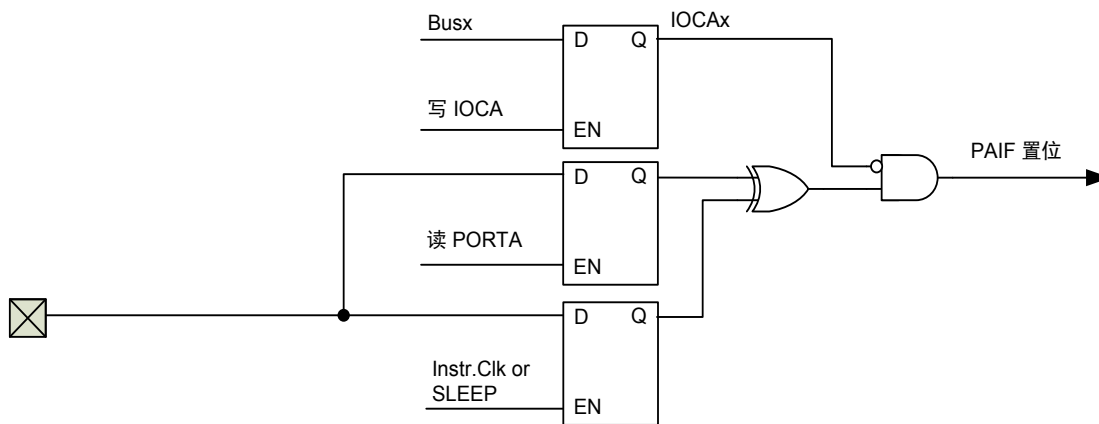 Busx
D Q
IOCAx
写 IOCA
EN
PAIF 置位
D Q
读 PORTA
EN
D Q
Instr.Clk or
SLEEP
EN